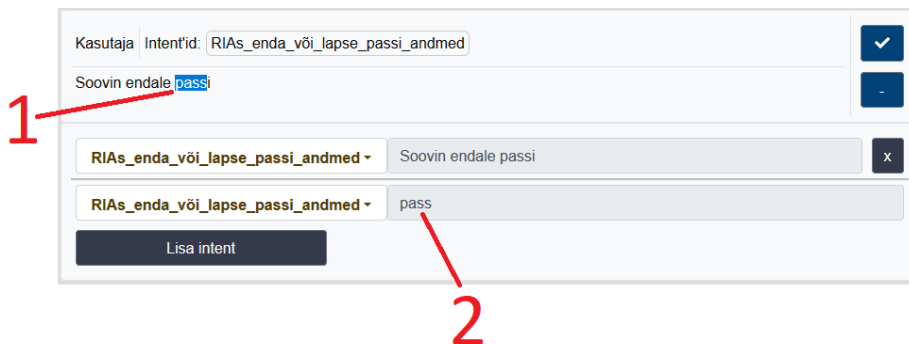 Kasutaja Intent'id: RIAs_enda_või_lapse_passi_andmed
Soovin endale passi
-
1
RIAs_enda_või_lapse_passi_andmed Soovin endale passi x
RIAs_enda_või_lapse_passi_andmed pass
Lisa intent
2